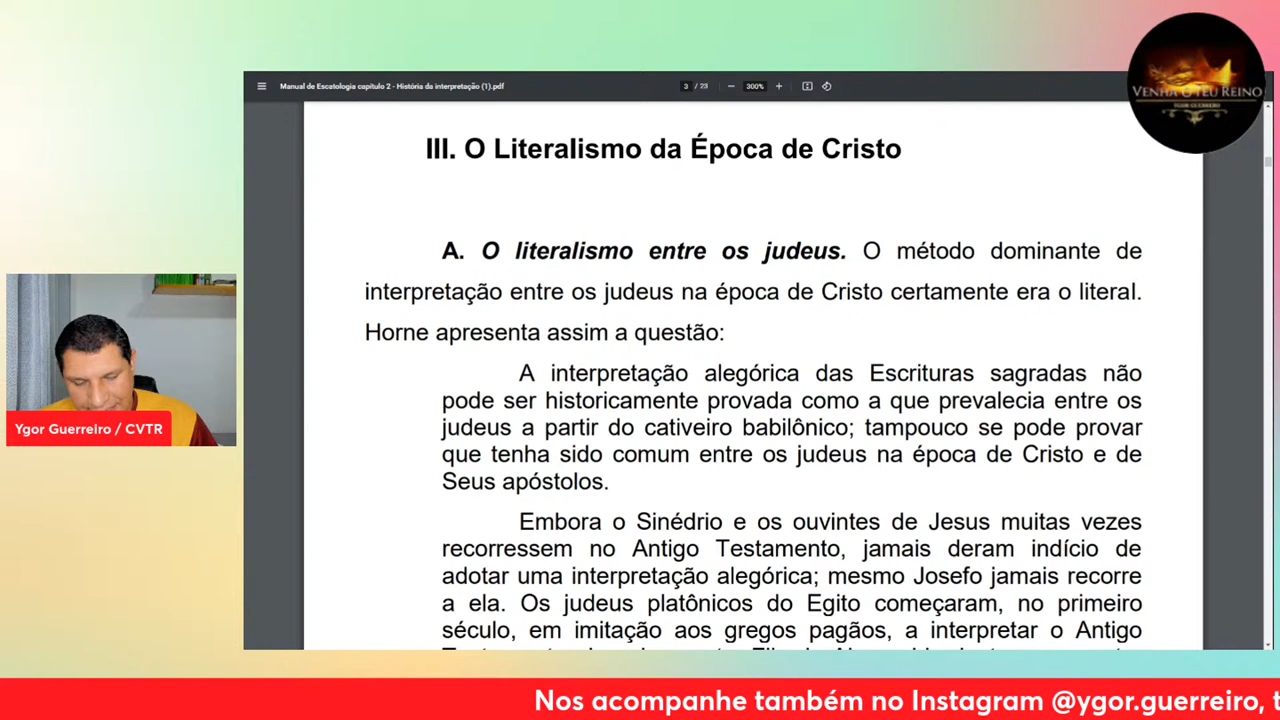 Manual de Escatologia capítulo 2 - História da interpretação (1).pdf
3 / 23
300%
VENHA O TEU REINO
YGOR GUERREIRO
III. O Literalismo da Época de Cristo
A. O literalismo entre os judeus. O método dominante de
interpretação entre os judeus na época de Cristo certamente era o literal.
Horne apresenta assim a questão:
A interpretação alegórica das Escrituras sagradas não
pode ser historicamente provada como a que prevalecia entre os
judeus a partir do cativeiro babilônico; tampouco se pode provar
que tenha sido comum entre os judeus na época de Cristo e de
Seus apóstolos.
Embora o Sinédrio e os ouvintes de Jesus muitas vezes
recorressem no Antigo Testamento, jamais deram indício de
adotar uma interpretação alegórica; mesmo Josefo jamais recorre
a ela. Os judeus platônicos do Egito começaram, no primeiro
século, em imitação aos gregos pagãos, a interpretar o Antigo
Ygor Guerreiro / CVTR
Nos acompanhe também no Instagram @ygor.guerreiro, t